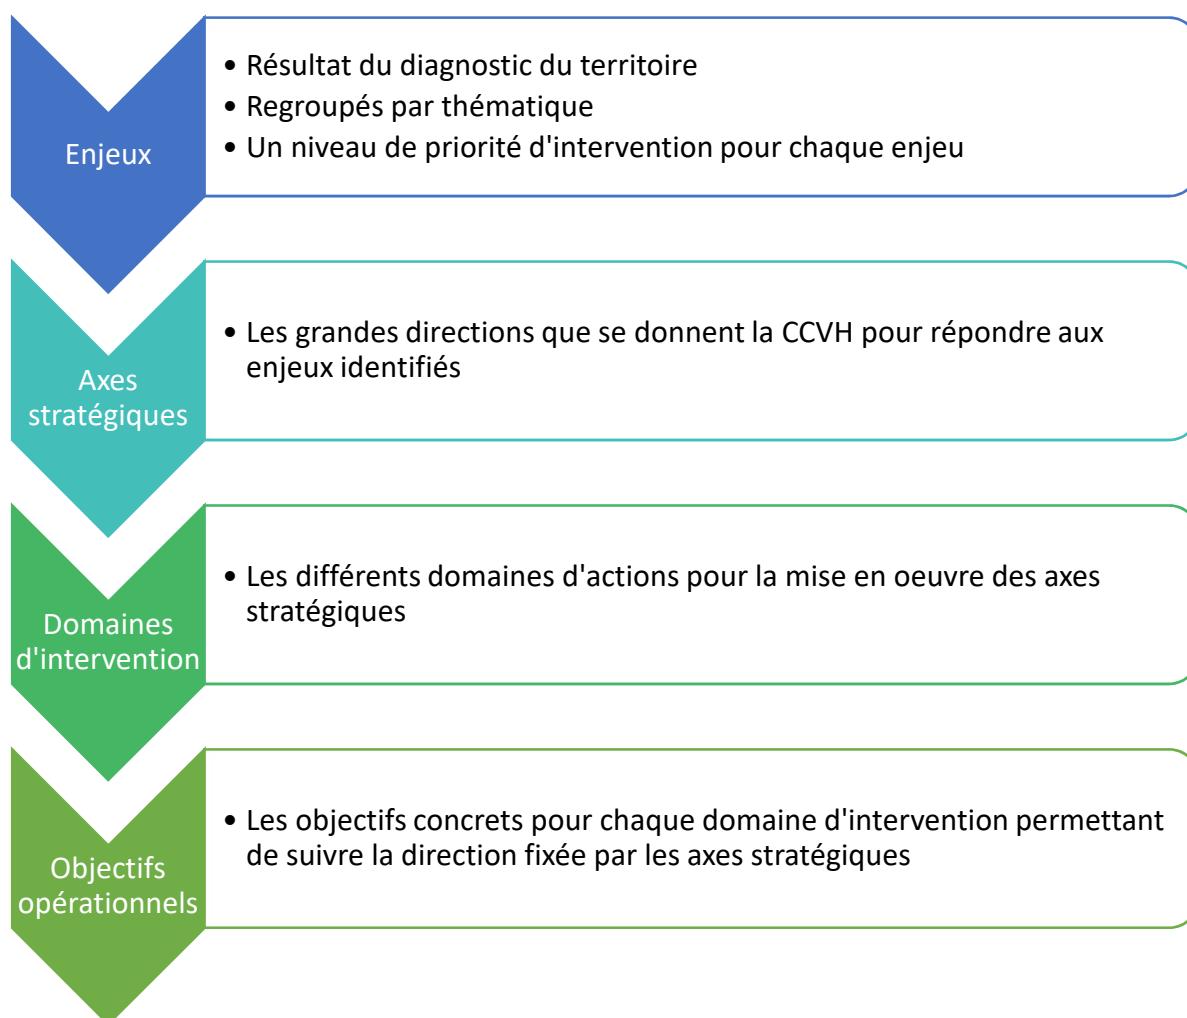 Enjeux
• Résultat du diagnostic du territoire
• Regroupés par thématique
• Un niveau de priorité d'intervention pour chaque enjeu
Axes
stratégiques
• Les grandes directions que se donnent la CCVH pour répondre aux
enjeux identifiés
Domaines
d'intervention
• Les différents domaines d'actions pour la mise en oeuvre des axes
stratégiques
Objectifs
opérationnels
• Les objectifs concrets pour chaque domaine d'intervention permettant
de suivre la direction fixée par les axes stratégiques